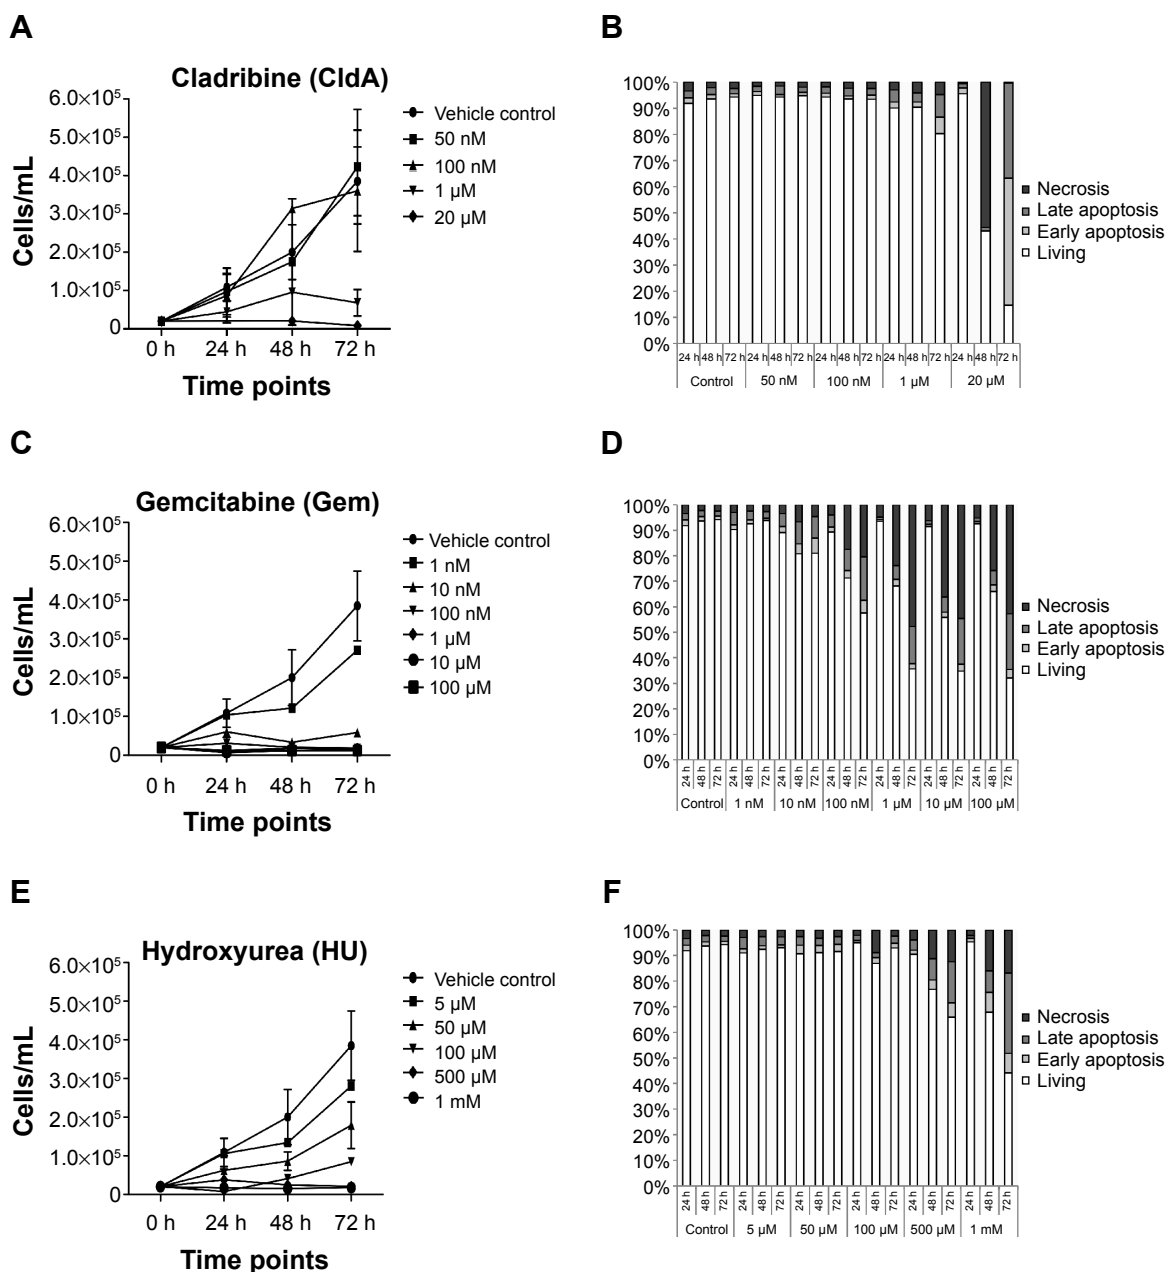 A
Cladribine (CldA)
6.0×10⁵
5.0×10⁵
4.0×10⁵
3.0×10⁵
2.0×10⁵
1.0×10⁵
0
Cells/mL
0 h 24 h 48 h 72 h
Time points
Vehicle control
50 nM
100 nM
1 µM
20 µM
B
100%
90%
80%
70%
60%
50%
40%
30%
20%
10%
0%
24 h 48 h 72 h 24 h 48 h 72 h 24 h 48 h 72 h 24 h 48 h 72 h 24 h 48 h 72 h
Control 50 nM 100 nM 1 µM 20 µM
Necrosis
Late apoptosis
Early apoptosis
Living
C
Gemcitabine (Gem)
6.0×10⁵
5.0×10⁵
4.0×10⁵
3.0×10⁵
2.0×10⁵
1.0×10⁵
0
Cells/mL
0 h 24 h 48 h 72 h
Time points
Vehicle control
1 nM
10 nM
100 nM
1 µM
10 µM
100 µM
D
100%
90%
80%
70%
60%
50%
40%
30%
20%
10%
0%
24 h 48 h 72 h 24 h 48 h 72 h 24 h 48 h 72 h 24 h 48 h 72 h 24 h 48 h 72 h 24 h 48 h 72 h 24 h 48 h 72 h
Control 1 nM 10 nM 100 nM 1 µM 10 µM 100 µM
Necrosis
Late apoptosis
Early apoptosis
Living
E
Hydroxyurea (HU)
6.0×10⁵
5.0×10⁵
4.0×10⁵
3.0×10⁵
2.0×10⁵
1.0×10⁵
0
Cells/mL
0 h 24 h 48 h 72 h
Time points
Vehicle control
5 µM
50 µM
100 µM
500 µM
1 mM
F
100%
90%
80%
70%
60%
50%
40%
30%
20%
10%
0%
24 h 48 h 72 h 24 h 48 h 72 h 24 h 48 h 72 h 24 h 48 h 72 h 24 h 48 h 72 h 24 h 48 h 72 h
Control 5 µM 50 µM 100 µM 500 µM 1 mM
Necrosis
Late apoptosis
Early apoptosis
Living